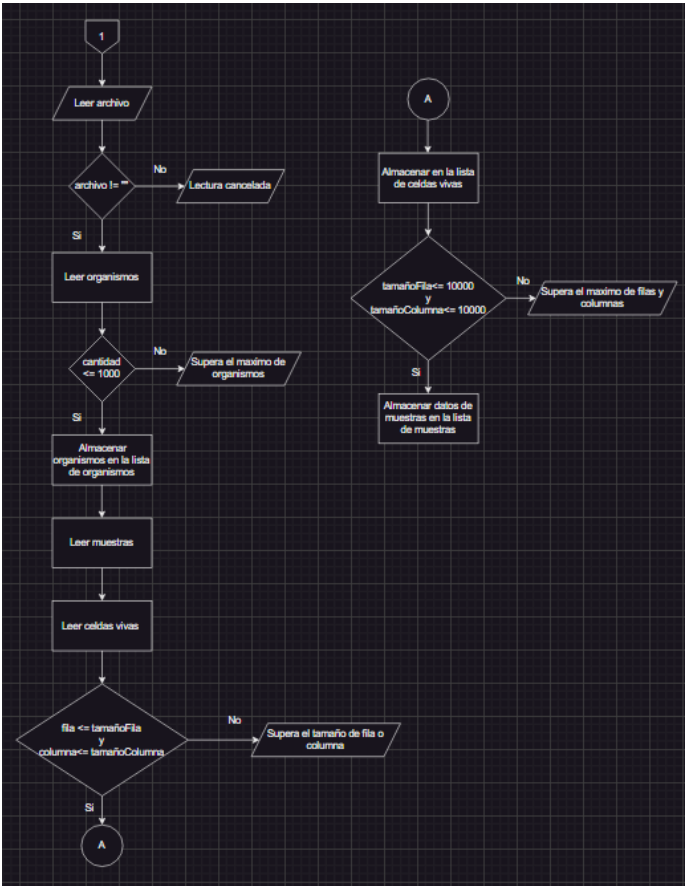 1
Leer archivo
archivo != ""
No
Lectura cancelada
Si
Leer organismos
cantidad
<= 1000
No
Supera el maximo de
organismos
Si
Almacenar
organismos en la lista
de organismos
Leer muestras
Leer celdas vivas
fila <= tamañoFila
y
columna<= tamañoColumna
No
Supera el tamaño de fila o
columna
Si
A
A
Almacenar en la lista
de celdas vivas
tamañoFila<= 10000
y
tamañoColumna<= 10000
No
Supera el maximo de filas y
columnas
Si
Almacenar datos de
muestras en la lista
de muestras